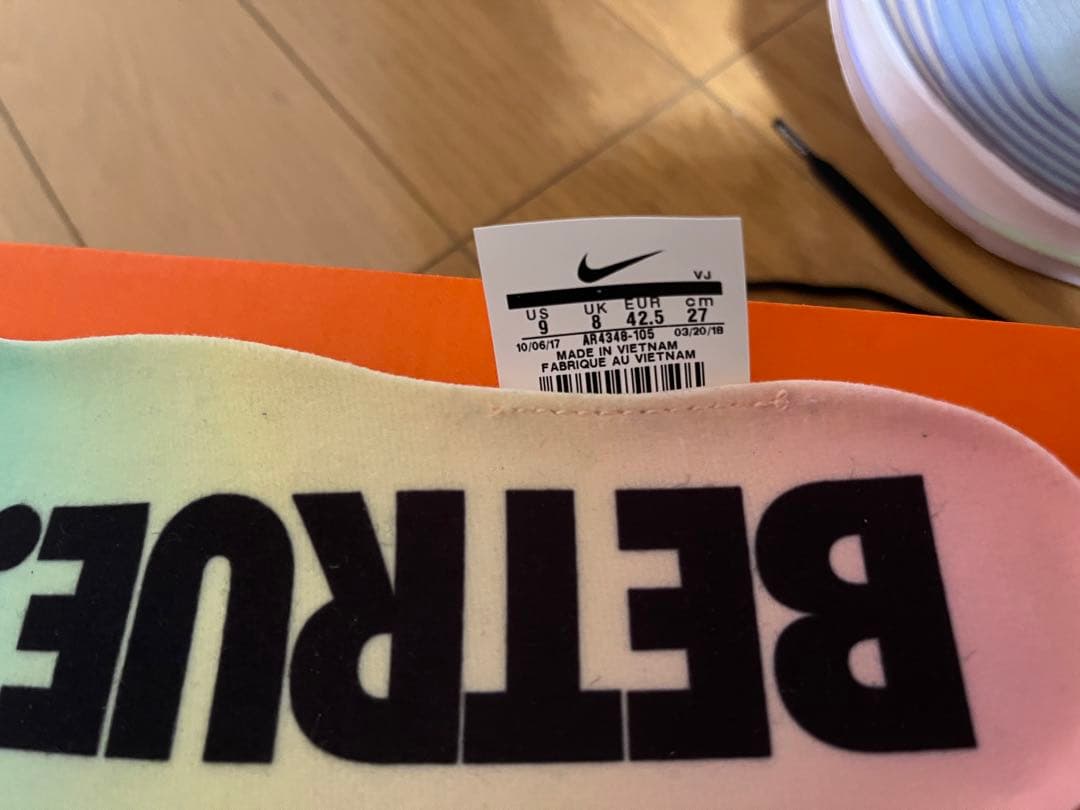 VJ
US UK EUR cm
9 8 42.5 27
10/06/17 AR4348-105 03/20/18
MADE IN VIETNAM
FABRIQUE AU VIETNAM
BETRUE.